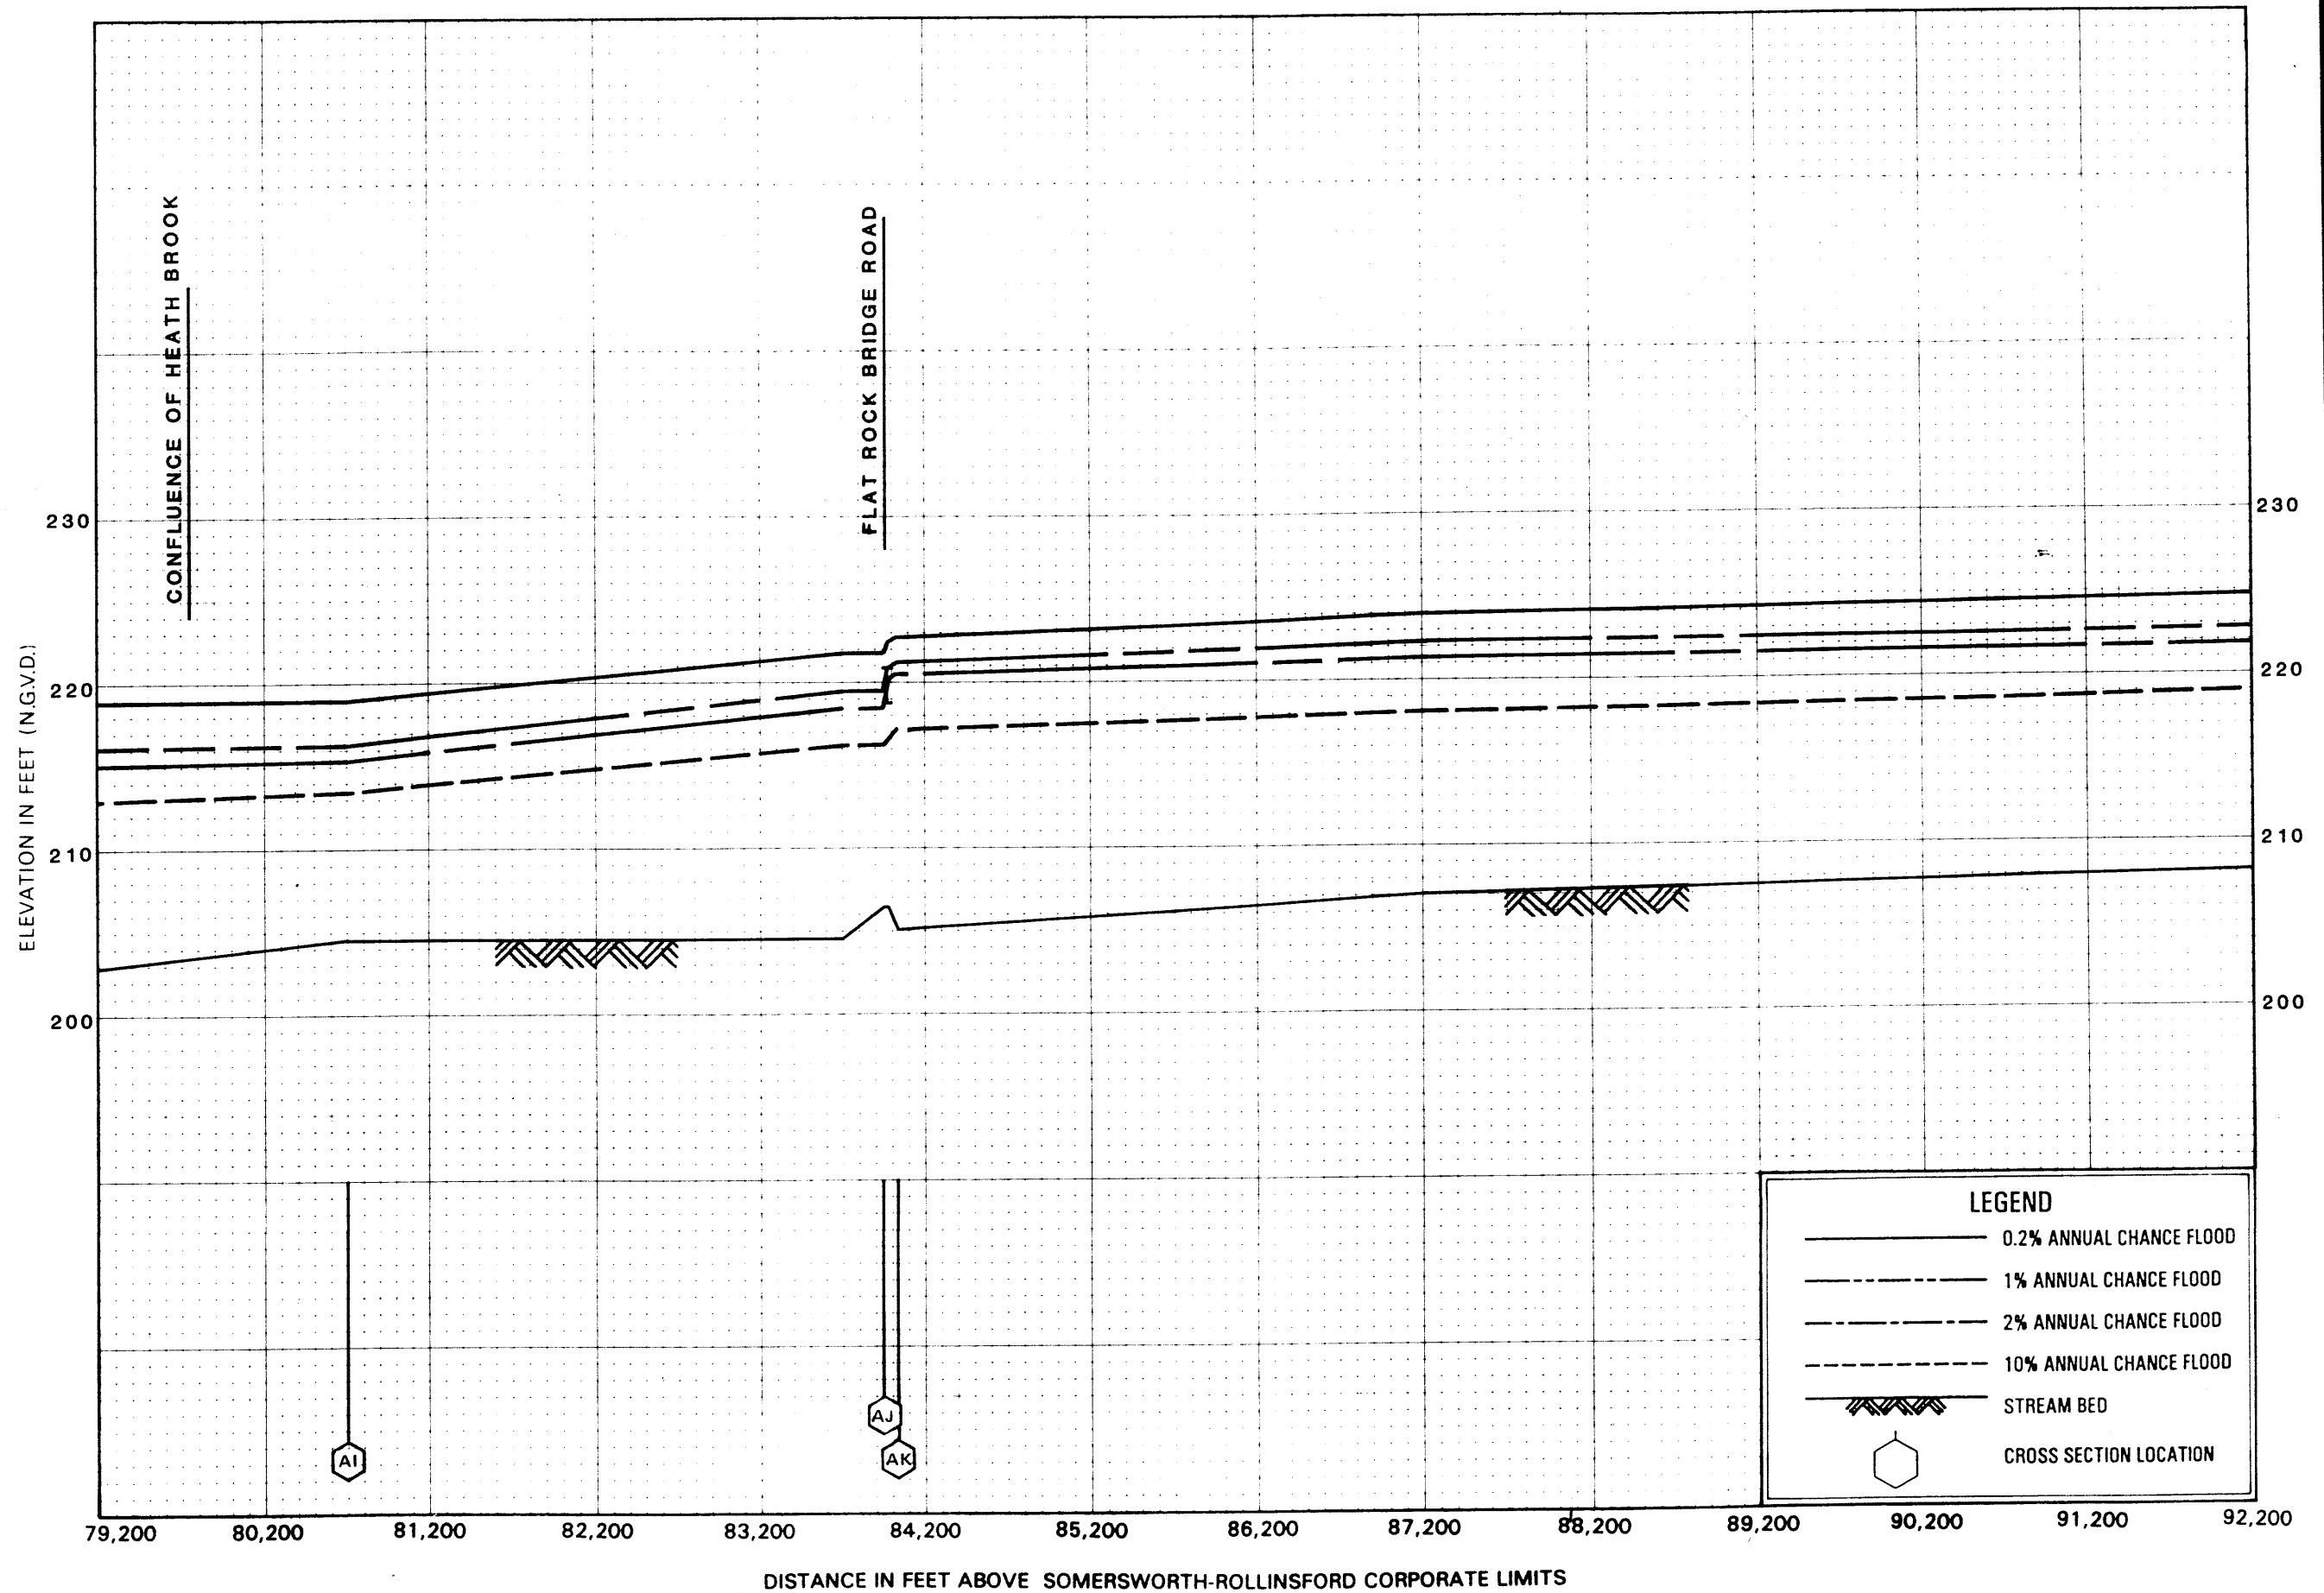 CONFLUENCE OF HEATH BROOK
FLAT ROCK BRIDGE ROAD
ELEVATION IN FEET (N.G.V.D.)
230
220
210
200
230
220
210
200
AI
AJ
AK
LEGEND
0.2% ANNUAL CHANCE FLOOD
1% ANNUAL CHANCE FLOOD
2% ANNUAL CHANCE FLOOD
10% ANNUAL CHANCE FLOOD
STREAM BED
CROSS SECTION LOCATION
79,200 80,200 81,200 82,200 83,200 84,200 85,200 86,200 87,200 88,200 89,200 90,200 91,200 92,200
DISTANCE IN FEET ABOVE SOMERSWORTH-ROLLINSFORD CORPORATE LIMITS